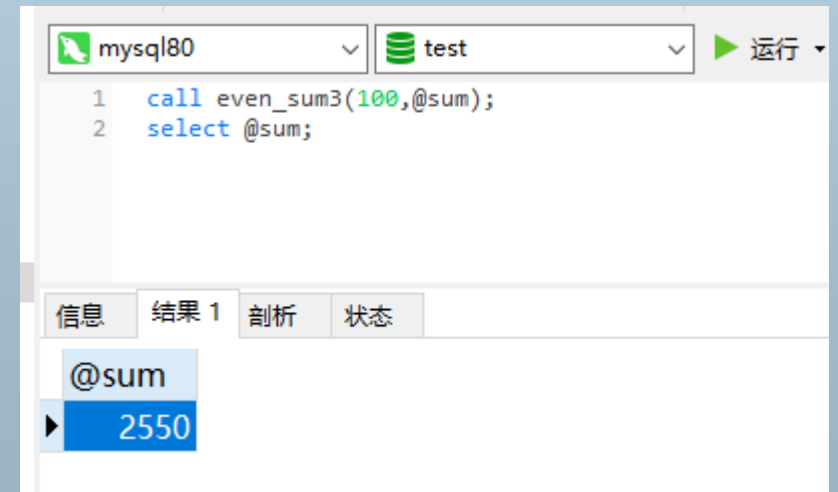 mysql80 test 运行
1 call even_sum3(100,@sum);
2 select @sum;
信息 结果 1 剖析 状态
@sum
2550